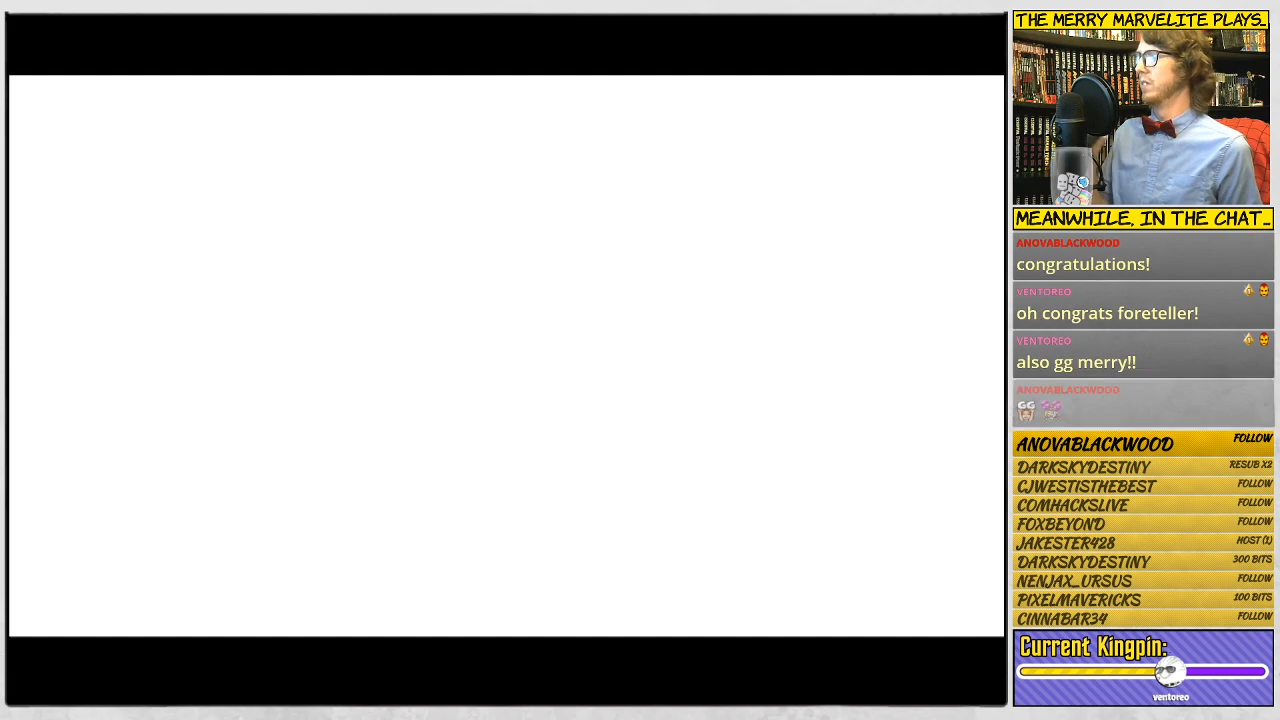 THE MERRY MARVELITE PLAYS...
MEANWHILE, IN THE CHAT...
ANOVABLACKWOOD
congratulations!
VENTOREO
oh congrats foreteller!
VENTOREO
also gg merry!!
ANOVABLACKWOOD
GG
ANOVABLACKWOOD FOLLOW
DARKSKYDESTINY RESUB X2
CJWESTISTHEBEST FOLLOW
COMHACKSLIVE FOLLOW
FOXBEYOND FOLLOW
JAKESTER428 HOST (1)
DARKSKYDESTINY 300 BITS
NENJAX_URSUS FOLLOW
PIXELMAVERICKS 100 BITS
CINNABAR34 FOLLOW
Current Kingpin:
ventoreo